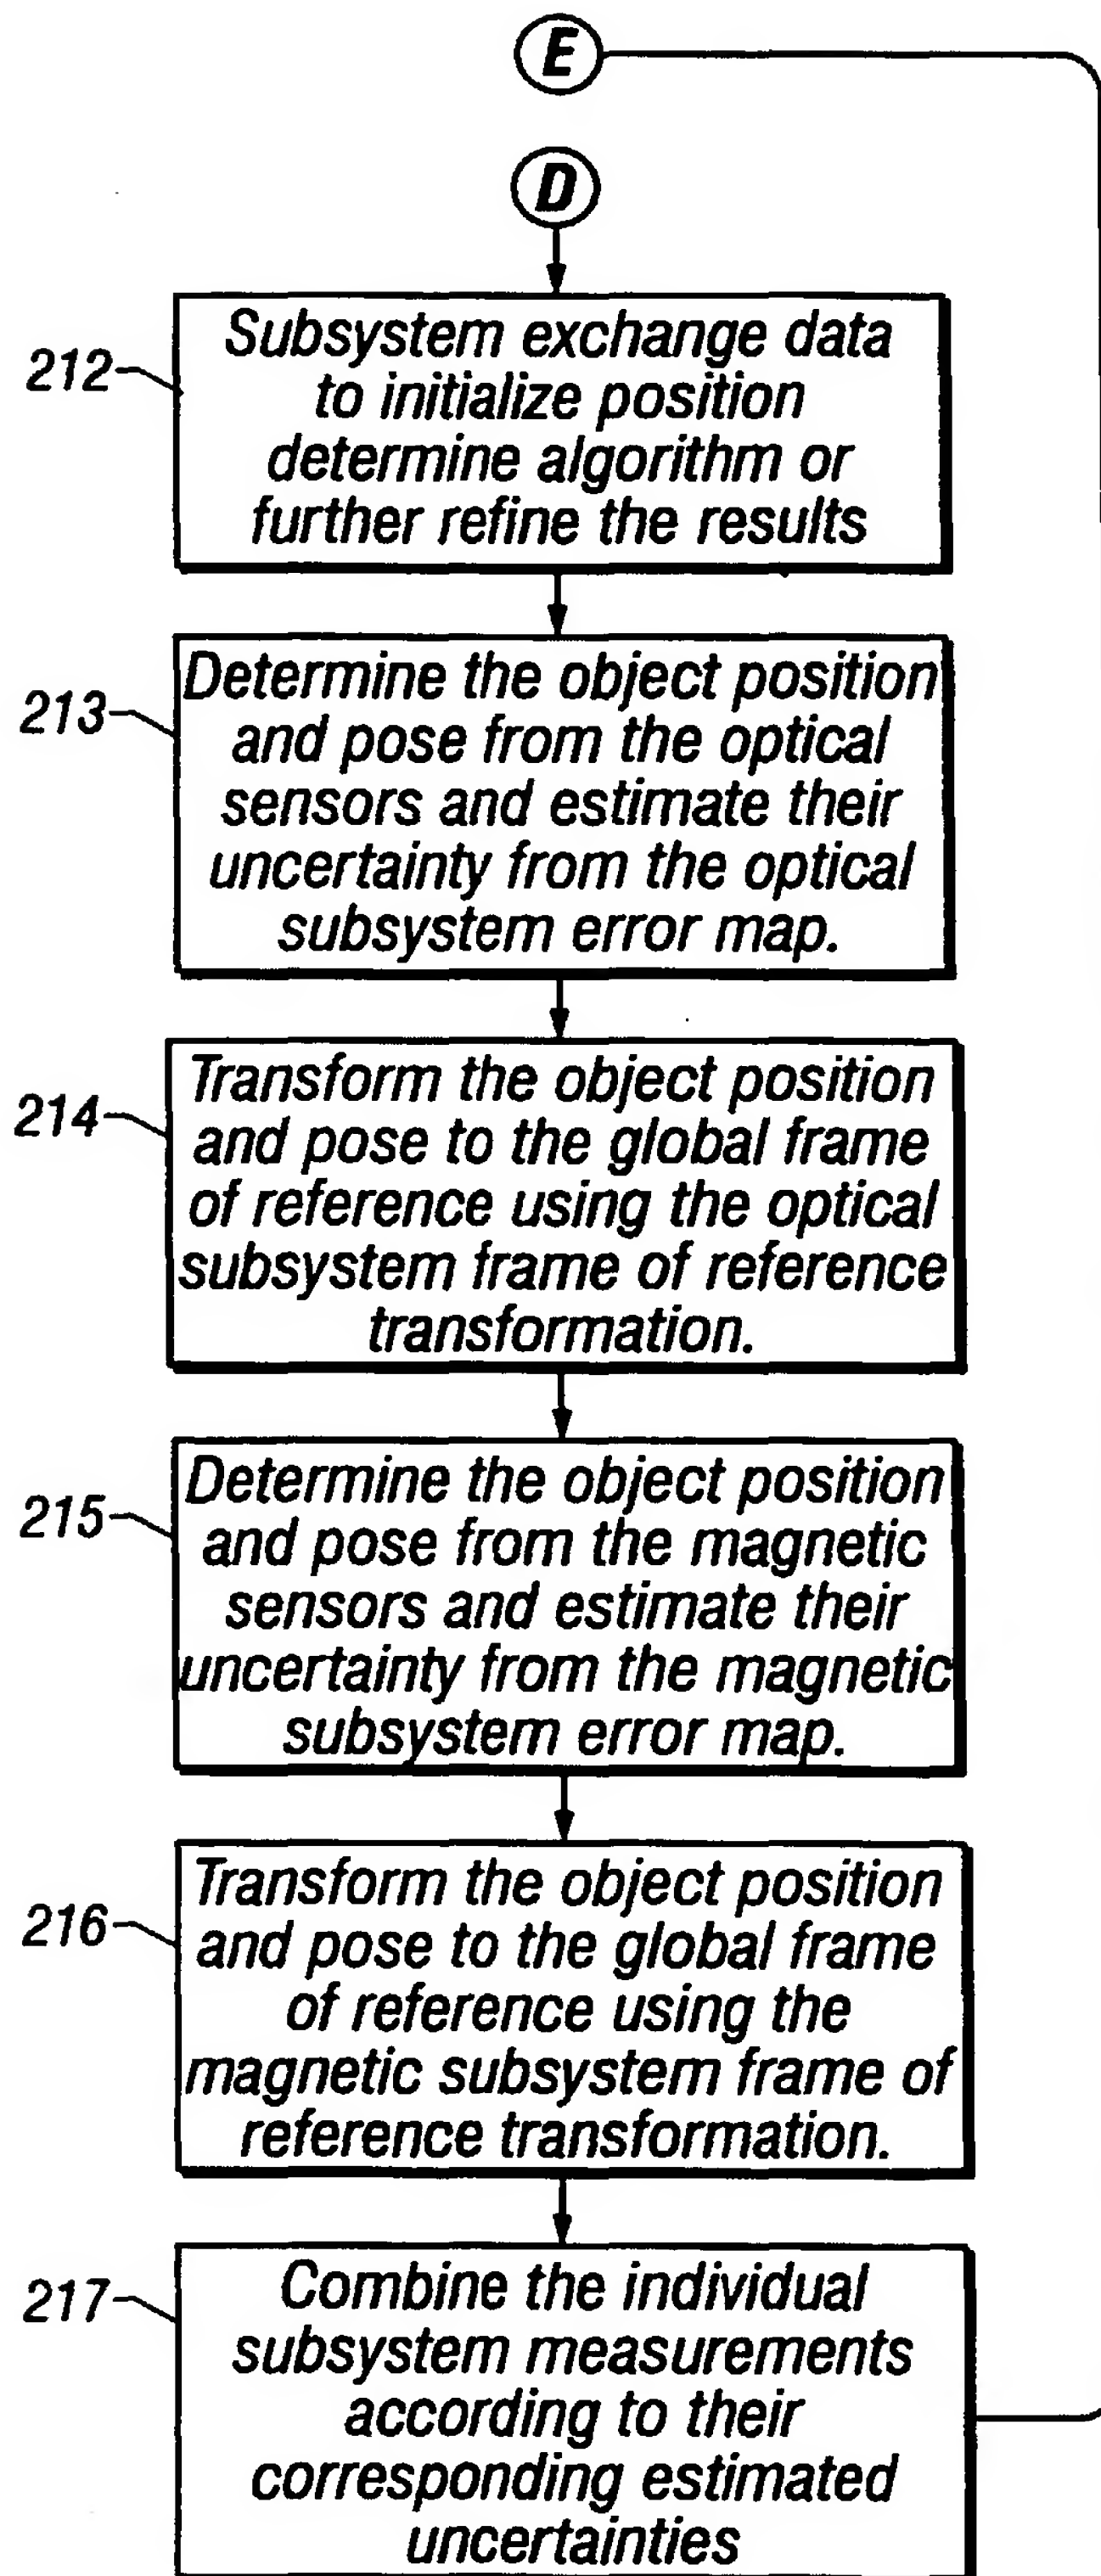 E
D
212
Subsystem exchange data
to initialize position
determine algorithm or
further refine the results
213
Determine the object position
and pose from the optical
sensors and estimate their
uncertainty from the optical
subsystem error map.
214
Transform the object position
and pose to the global frame
of reference using the optical
subsystem frame of reference
transformation.
215
Determine the object position
and pose from the magnetic
sensors and estimate their
uncertainty from the magnetic
subsystem error map.
216
Transform the object position
and pose to the global frame
of reference using the
magnetic subsystem frame of
reference transformation.
217
Combine the individual
subsystem measurements
according to their
corresponding estimated
uncertainties